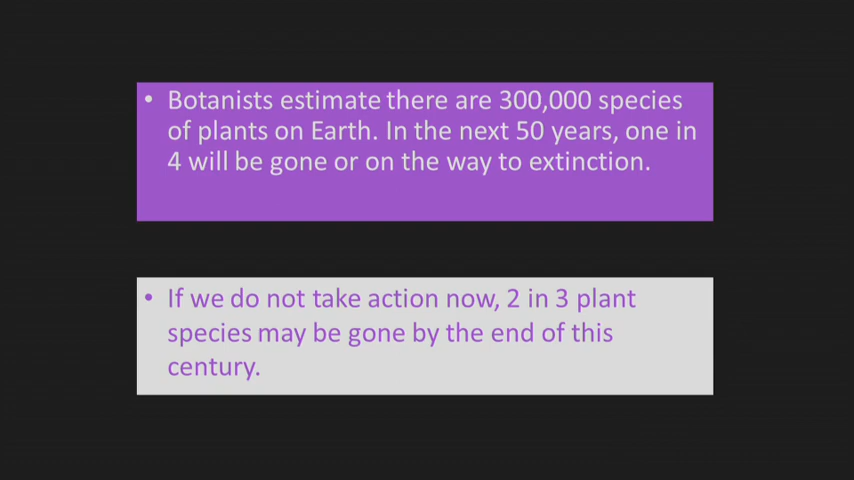 • Botanists estimate there are 300,000 species
of plants on Earth. In the next 50 years, one in
4 will be gone or on the way to extinction.
• If we do not take action now, 2 in 3 plant
species may be gone by the end of this
century.